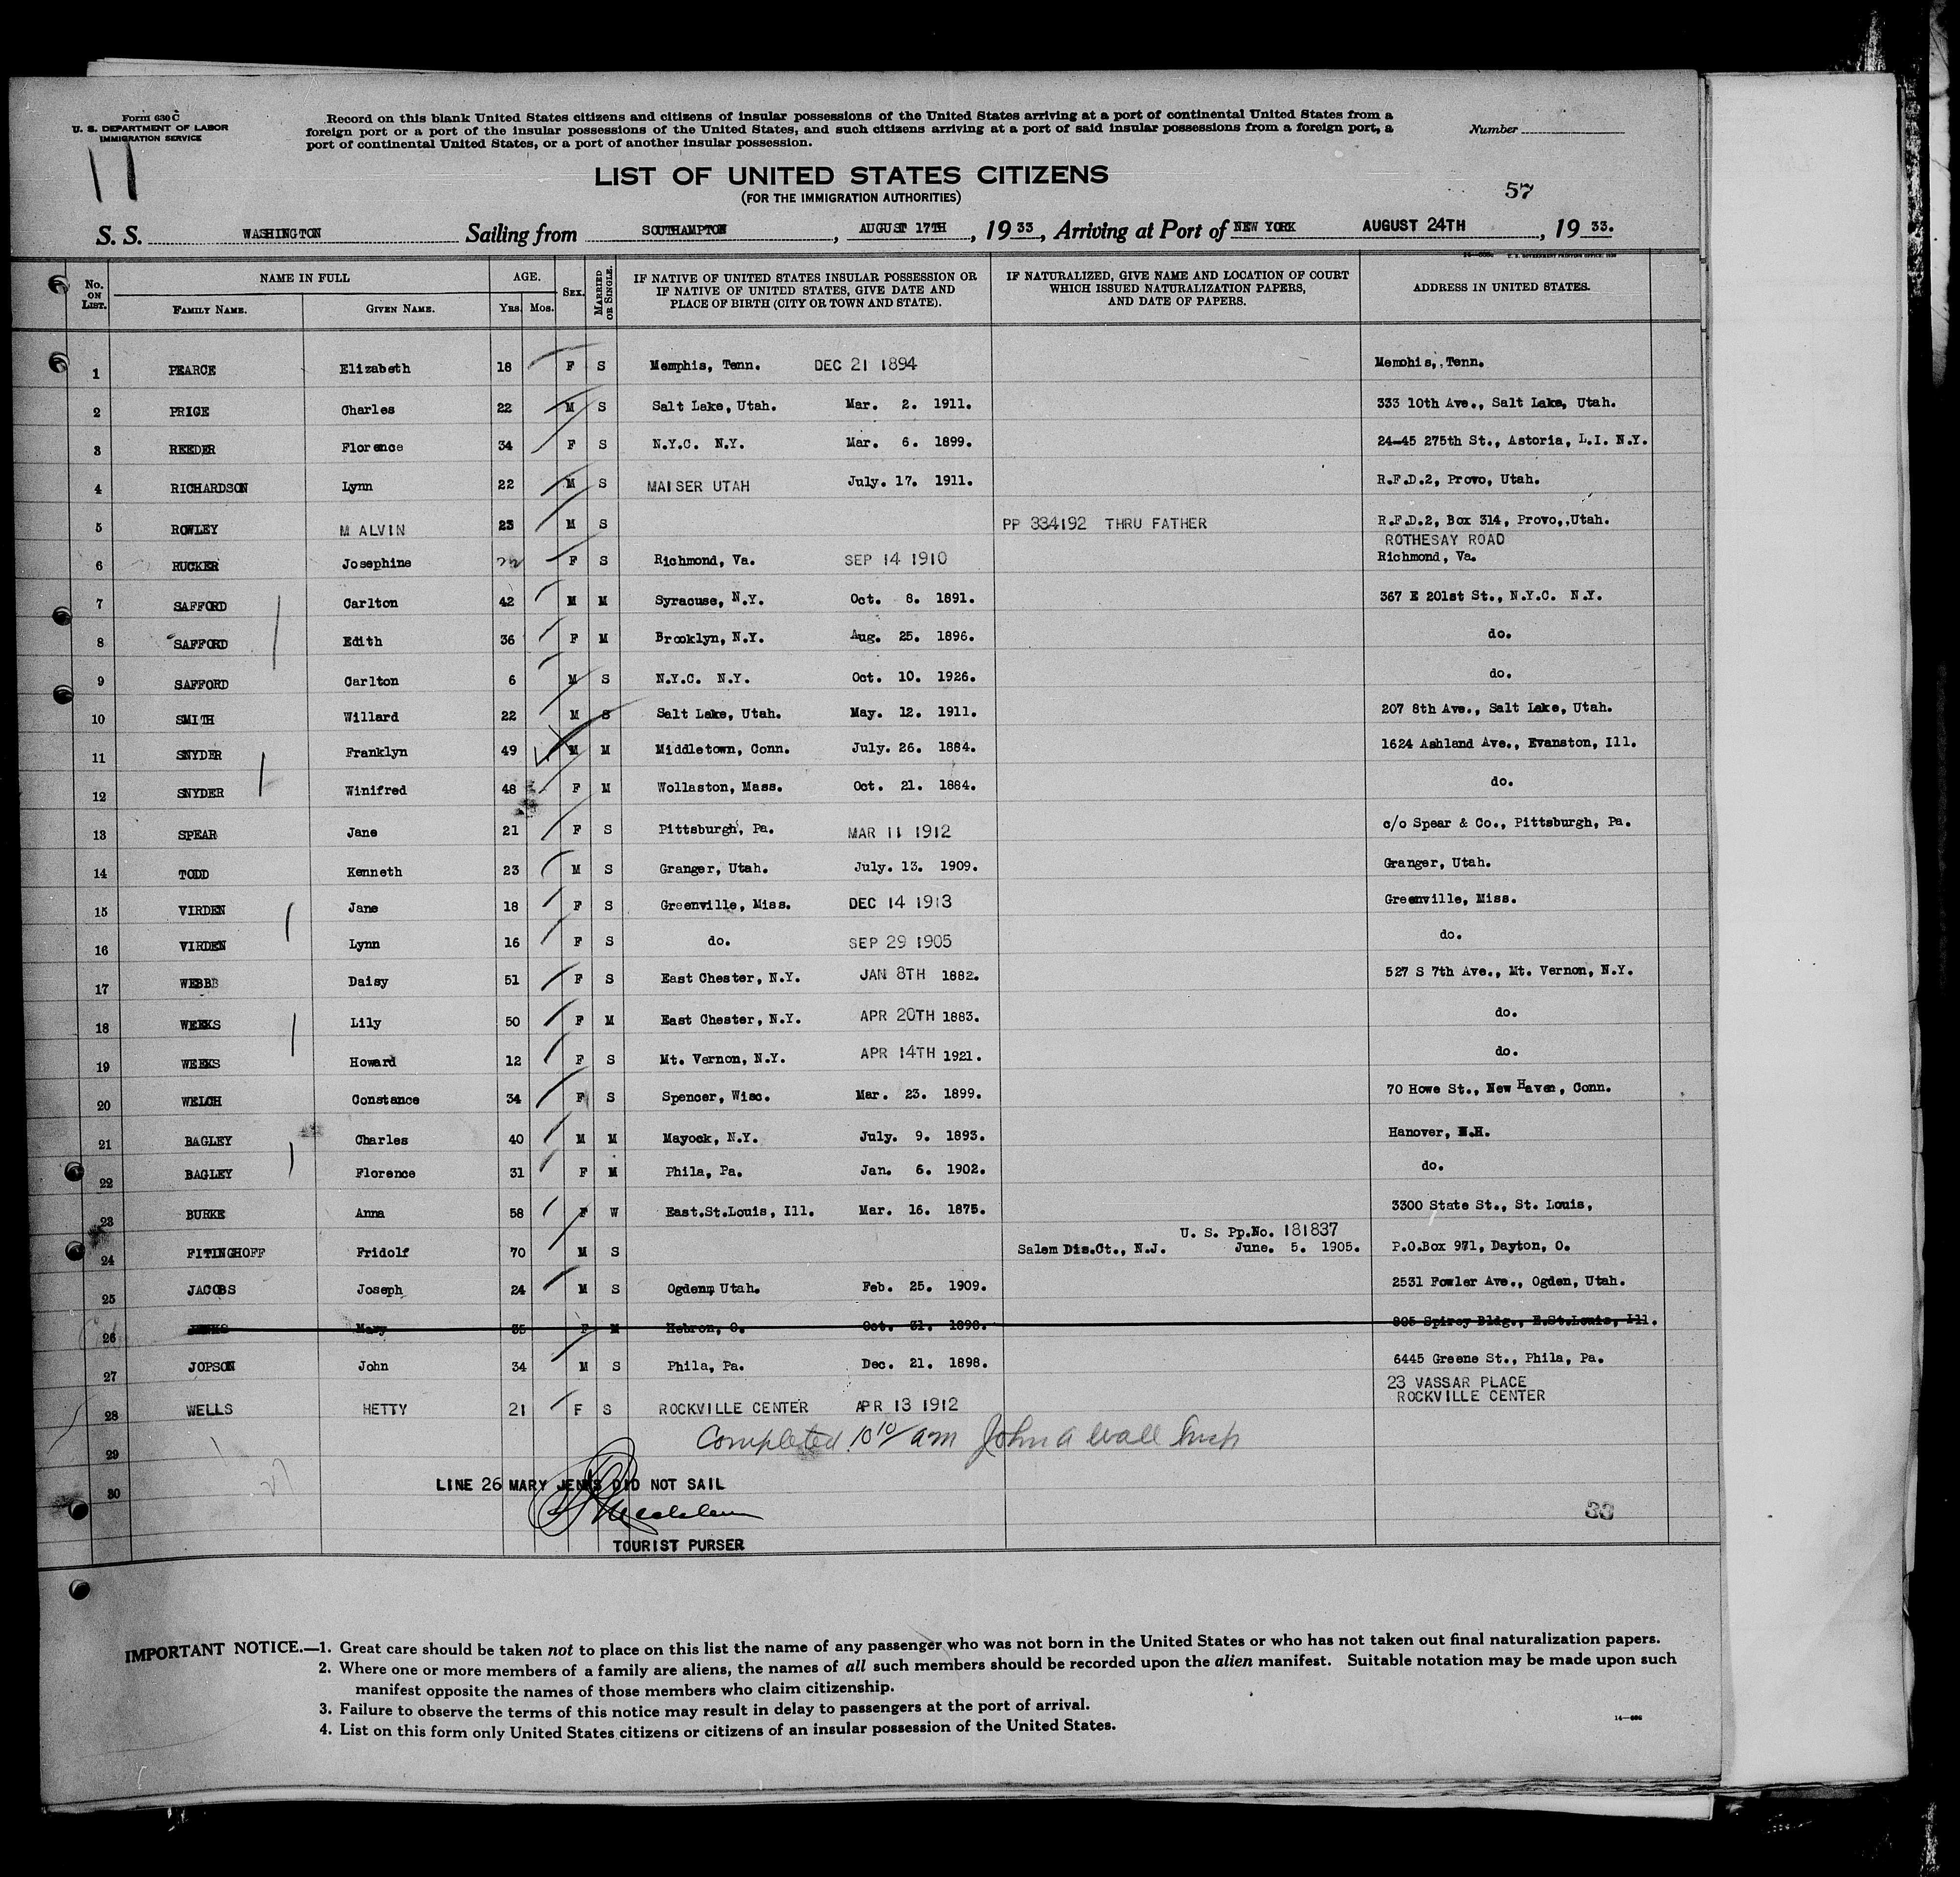 Form 630 C
U. S. DEPARTMENT OF LABOR
IMMIGRATION SERVICE
Record on this blank United States citizens and citizens of insular possessions of the United States arriving at a port of continental United States from a
foreign port or a port of the insular possessions of the United States, and such citizens arriving at a port of said insular possessions from a foreign port, a
port of continental United States, or a port of another insular possession.
Number
11
LIST OF UNITED STATES CITIZENS
(FOR THE IMMIGRATION AUTHORITIES)
57
S. S. WASHINGTON Sailing from SOUTHAMPTON, AUGUST 17TH, 1933, Arriving at Port of NEW YORK AUGUST 24TH, 1933.
No. ON LIST. NAME IN FULL AGE. SEX. MARRIED OR SINGLE. IF NATIVE OF UNITED STATES INSULAR POSSESSION OR IF NATIVE OF UNITED STATES, GIVE DATE AND PLACE OF BIRTH (CITY OR TOWN AND STATE). IF NATURALIZED, GIVE NAME AND LOCATION OF COURT WHICH ISSUED NATURALIZATION PAPERS, AND DATE OF PAPERS. ADDRESS IN UNITED STATES.
FAMILY NAME. GIVEN NAME. YRS. MOS.
1 PEARCE Elizabeth 18 F S Memphis, Tenn. DEC 21 1894 Memphis,,Tenn.
2 PRICE Charles 22 M S Salt Lake, Utah. Mar. 2. 1911. 333 10th Ave., Salt Lake, Utah.
3 REEDER Florence 34 F S N.Y.C. N.Y. Mar. 6. 1899. 24-45 275th St., Astoria, L.I. N.Y.
4 RICHARDSON Lynn 22 M S MAISER UTAH July. 17. 1911. R.F.D.2, Provo, Utah.
5 ROWLEY M ALVIN 23 M S PP 334192 THRU FATHER R.F.D.2, Box 314, Provo,,Utah.
ROTHESAY ROAD
6 RUCKER Josephine 22 F S Richmond, Va. SEP 14 1910 Richmond, Va.
7 SAFFORD Carlton 42 M M Syracuse, N.Y. Oct. 8. 1891. 367 E 201st St., N.Y.C. N.Y.
8 SAFFORD Edith 36 F M Brooklyn, N.Y. Aug. 25. 1896. do.
9 SAFFORD Carlton 6 M S N.Y.C. N.Y. Oct. 10. 1926. do.
10 SMITH Willard 22 M S Salt Lake, Utah. May. 12. 1911. 207 8th Ave., Salt Lake, Utah.
11 SNYDER Franklyn 49 M M Middletown, Conn. July. 26. 1884. 1624 Ashland Ave., Evanston, Ill.
12 SNYDER Winifred 48 F M Wollaston, Mass. Oct. 21. 1884. do.
13 SPEAR Jane 21 F S Pittsburgh, Pa. MAR 11 1912 c/o Spear & Co., Pittsburgh, Pa.
14 TODD Kenneth 23 M S Granger, Utah. July. 13. 1909. Granger, Utah.
15 VIRDEN Jane 18 F S Greenville, Miss. DEC 14 1913 Greenville, Miss.
16 VIRDEN Lynn 16 F S do. SEP 29 1905 do.
17 WEBBB Daisy 51 F S East Chester, N.Y. JAN 8TH 1882. 527 S 7th Ave., Mt. Vernon, N.Y.
18 WEEKS Lily 50 F M East Chester, N.Y. APR 20TH 1883. do.
19 WEEKS Howard 12 F S Mt. Vernon, N.Y. APR 14TH 1921. do.
20 WELCH Constance 34 F S Spencer, Wisc. Mar. 23. 1899. 70 Howe St., New Haven, Conn.
21 BAGLEY Charles 40 M M Mayock, N.Y. July. 9. 1893. Hanover, N.H.
22 BAGLEY Florence 31 F M Phila, Pa. Jan. 6. 1902. do.
23 BURKE Anna 58 F W East.St.Louis, Ill. Mar. 16. 1875. 3300 State St., St. Louis,
U. S. Pp.No. 181837
24 FITINGHOFF Fridolf 70 M S Salem Dis.Ct., N.J. June. 5. 1905. P.O.Box 971, Dayton, O.
25 JACOBS Joseph 24 M S Ogden, Utah. Feb. 25. 1909. 2531 Fowler Ave., Ogden, Utah.
26 JENKS Mary 35 F M Hebron, O. Oct. 31. 1898. 805 Spirey Bldg., E.St.Louis, Ill.
27 JOPSON John 34 M S Phila, Pa. Dec. 21. 1898. 6445 Greene St., Phila, Pa.
23 VASSAR PLACE
28 WELLS HETTY 21 F S ROCKVILLE CENTER APR 13 1912 ROCKVILLE CENTER
Completed 10 10/ am John A Wall Insp
29
27
LINE 26 MARY JENKS DID NOT SAIL
30
33
TOURIST PURSER
IMPORTANT NOTICE.—1. Great care should be taken not to place on this list the name of any passenger who was not born in the United States or who has not taken out final naturalization papers.
2. Where one or more members of a family are aliens, the names of all such members should be recorded upon the alien manifest. Suitable notation may be made upon such
manifest opposite the names of those members who claim citizenship.
3. Failure to observe the terms of this notice may result in delay to passengers at the port of arrival.
4. List on this form only United States citizens or citizens of an insular possession of the United States.